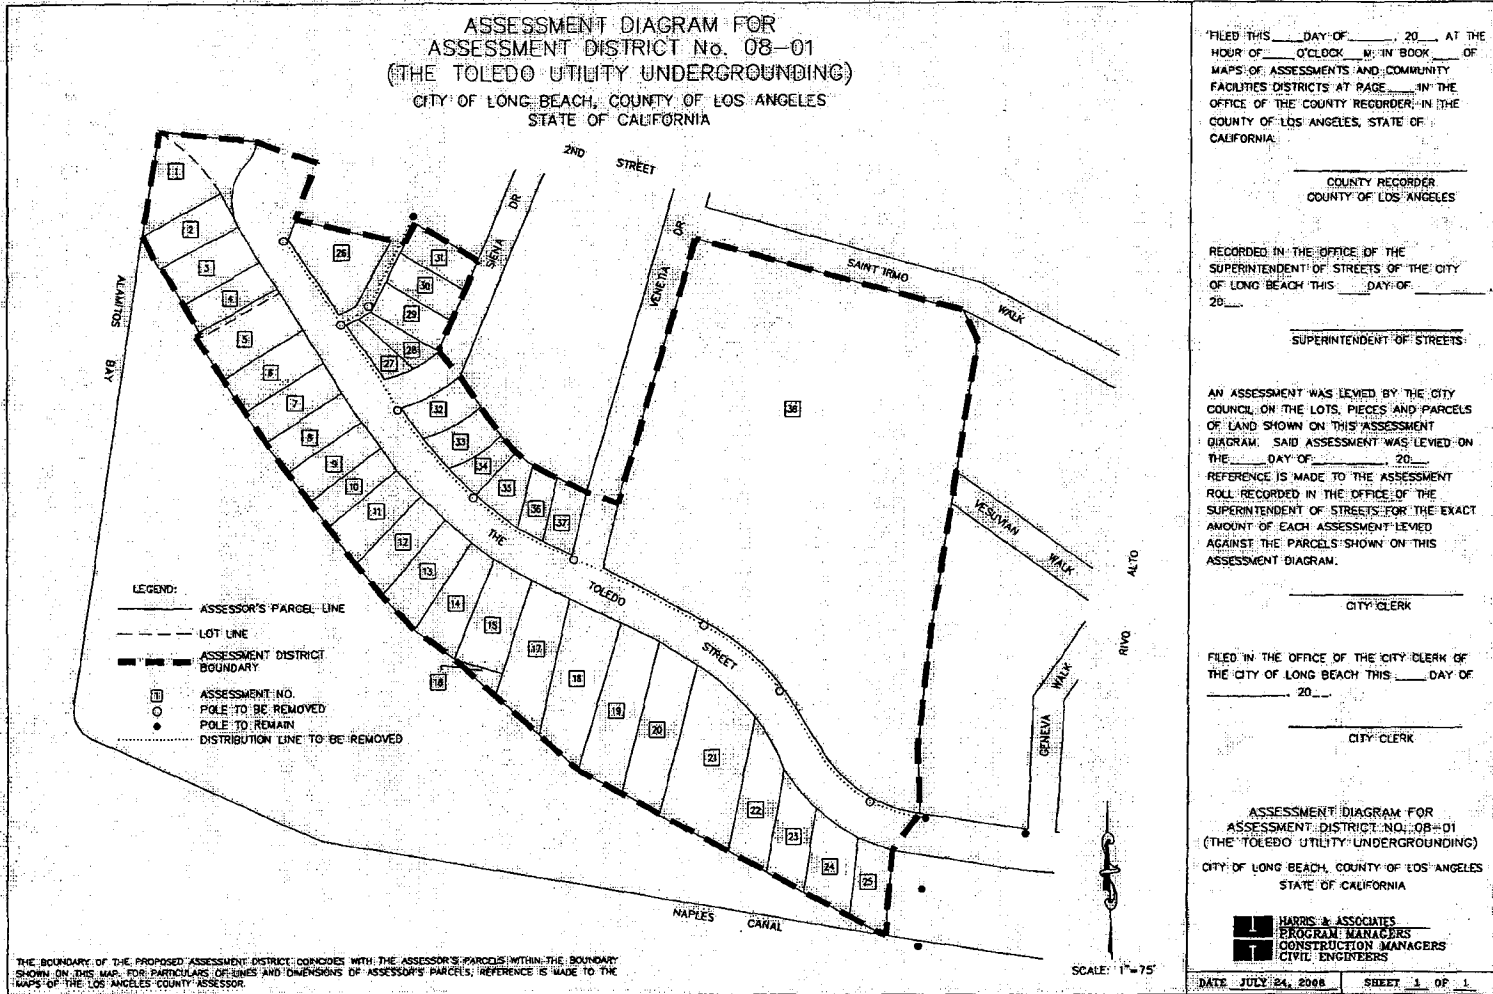 ASSESSMENT DIAGRAM FOR
ASSESSMENT DISTRICT No. 08-01
(THE TOLEDO UTILITY UNDERGROUNDING)
CITY OF LONG BEACH, COUNTY OF LOS ANGELES
STATE OF CALIFORNIA
2ND STREET
SIENA DR
VENETIA DR
SAINT IRMO WALK
ALAMITOS BAY
VESUVIAN WALK
RIVO ALTO
GENEVA WALK
THE TOLEDO STREET
NAPLES CANAL
1
2
3
4
5
6
7
8
9
10
11
12
13
14
15
16
17
18
19
20
21
22
23
24
25
26
27
28
29
30
31
32
33
34
35
36
37
38
LEGEND:
ASSESSOR'S PARCEL LINE
LOT LINE
ASSESSMENT DISTRICT
BOUNDARY
1 ASSESSMENT NO.
POLE TO BE REMOVED
POLE TO REMAIN
DISTRIBUTION LINE TO BE REMOVED
THE BOUNDARY OF THE PROPOSED ASSESSMENT DISTRICT COINCIDES WITH THE ASSESSOR'S PARCELS WITHIN THE BOUNDARY
SHOWN ON THIS MAP. FOR PARTICULARS OF LINES AND DIMENSIONS OF ASSESSOR'S PARCELS, REFERENCE IS MADE TO THE
MAPS OF THE LOS ANGELES COUNTY ASSESSOR.
SCALE: 1"=75'
FILED THIS ____ DAY OF ______, 20__ AT THE
HOUR OF ____ O'CLOCK __M. IN BOOK ____ OF
MAPS OF ASSESSMENTS AND COMMUNITY
FACILITIES DISTRICTS AT PAGE ____ IN THE
OFFICE OF THE COUNTY RECORDER, IN THE
COUNTY OF LOS ANGELES, STATE OF
CALIFORNIA.
COUNTY RECORDER
COUNTY OF LOS ANGELES
RECORDED IN THE OFFICE OF THE
SUPERINTENDENT OF STREETS OF THE CITY
OF LONG BEACH THIS ____ DAY OF __________,
20__.
SUPERINTENDENT OF STREETS
AN ASSESSMENT WAS LEVIED BY THE CITY
COUNCIL ON THE LOTS, PIECES AND PARCELS
OF LAND SHOWN ON THIS ASSESSMENT
DIAGRAM. SAID ASSESSMENT WAS LEVIED ON
THE ____ DAY OF __________, 20__.
REFERENCE IS MADE TO THE ASSESSMENT
ROLL RECORDED IN THE OFFICE OF THE
SUPERINTENDENT OF STREETS FOR THE EXACT
AMOUNT OF EACH ASSESSMENT LEVIED
AGAINST THE PARCELS SHOWN ON THIS
ASSESSMENT DIAGRAM.
CITY CLERK
FILED IN THE OFFICE OF THE CITY CLERK OF
THE CITY OF LONG BEACH THIS ____ DAY OF
__________, 20__.
CITY CLERK
ASSESSMENT DIAGRAM FOR
ASSESSMENT DISTRICT NO. 08-01
(THE TOLEDO UTILITY UNDERGROUNDING)
CITY OF LONG BEACH, COUNTY OF LOS ANGELES
STATE OF CALIFORNIA
HARRIS & ASSOCIATES
PROGRAM MANAGERS
CONSTRUCTION MANAGERS
CIVIL ENGINEERS
DATE JULY 24, 2008 SHEET 1 OF 1